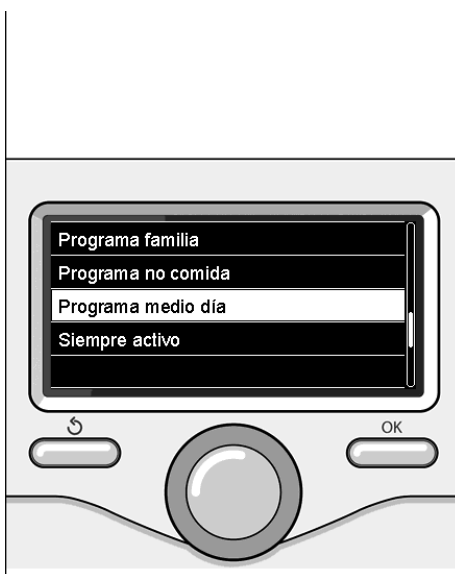 Programa familia
Programa no comida
Programa medio día
Siempre activo
OK